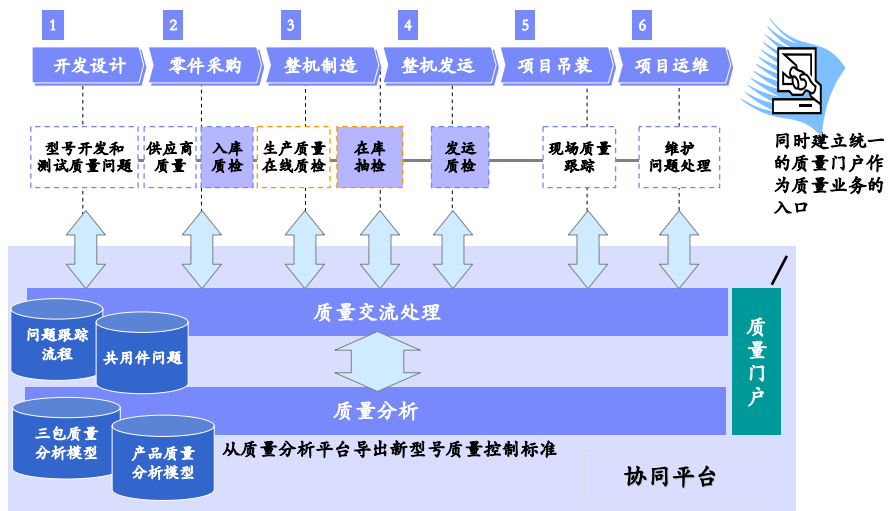 1
2
3
4
5
6
开发设计
零件采购
整机制造
整机发运
项目吊装
项目运维
型号开发和
测试质量问题
供应商
质量
入库
质检
生产质量
在线质检
在库
抽检
发运
质检
现场质量
跟踪
维护
问题处理
同时建立统一
的质量门户作
为质量业务的
入口
质量交流处理
问题跟踪
流程
共用件问题
质量门户
质量分析
三包质量
分析模型
产品质量
分析模型
从质量分析平台导出新型号质量控制标准
协同平台